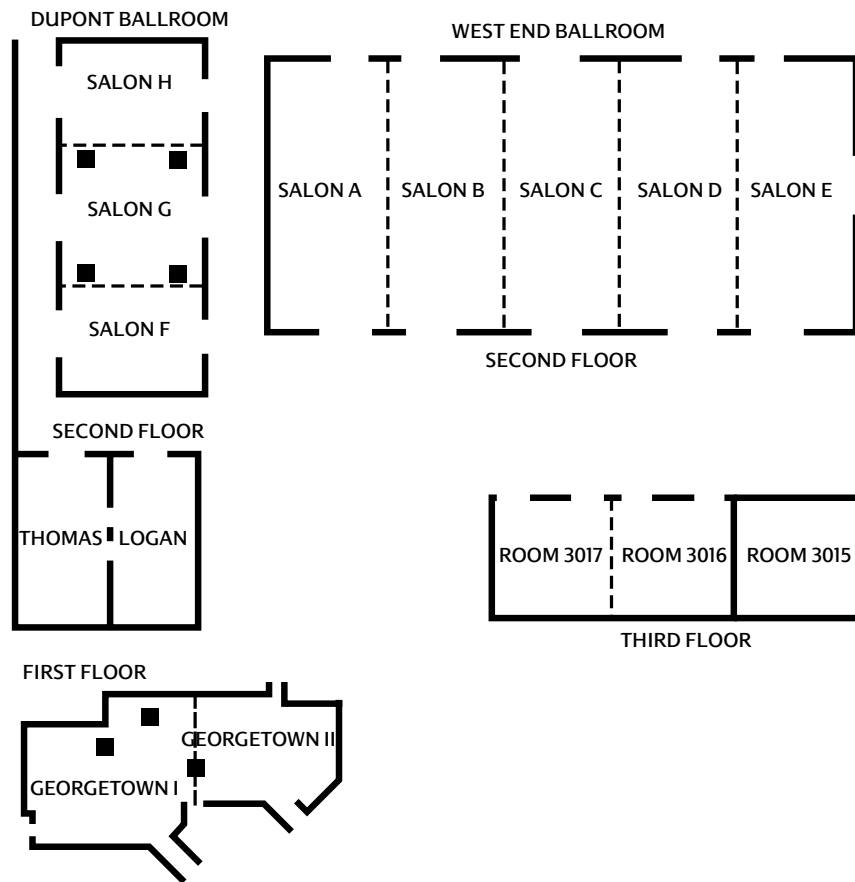 DUPONT BALLROOM
SALON H
SALON G
SALON F
SECOND FLOOR
THOMAS
LOGAN
WEST END BALLROOM
SALON A
SALON B
SALON C
SALON D
SALON E
SECOND FLOOR
ROOM 3017
ROOM 3016
ROOM 3015
THIRD FLOOR
FIRST FLOOR
GEORGETOWN II
GEORGETOWN I